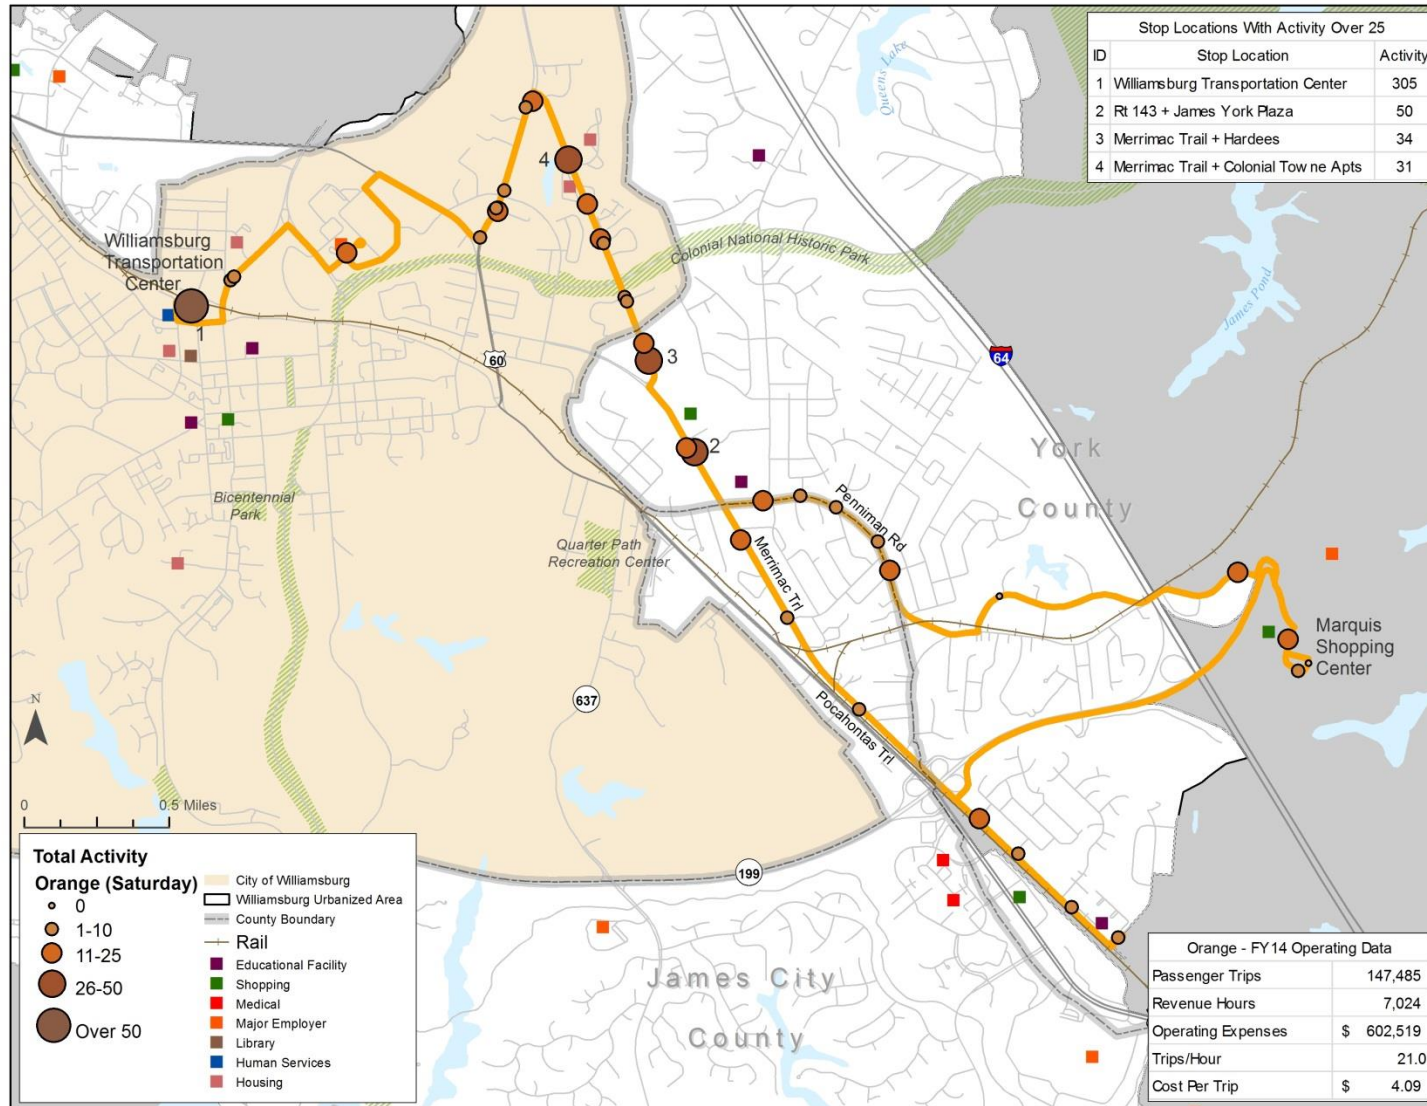 Stop Locations With Activity Over 25
ID Stop Location Activity
1 Williamsburg Transportation Center 305
2 Rt 143 + James York Plaza 50
3 Merrimac Trail + Hardees 34
4 Merrimac Trail + Colonial Towne Apts 31
Queens Lake
4
Williamsburg
Transportation
Center
Colonial National Historic Park
James Pond
1
60
3
64
2
York
County
Bicentennial
Park
Penniman Rd
Quarter Path
Recreation Center
Merrimac Trl
Marquis
Shopping
Center
637
Pocahontas Trl
N
0 0.5 Miles
199
James City
County
Total Activity
Orange (Saturday)
0
1-10
11-25
26-50
Over 50
City of Williamsburg
Williamsburg Urbanized Area
County Boundary
Rail
Educational Facility
Shopping
Medical
Major Employer
Library
Human Services
Housing
Orange - FY14 Operating Data
Passenger Trips 147,485
Revenue Hours 7,024
Operating Expenses $ 602,519
Trips/Hour 21.0
Cost Per Trip $ 4.09